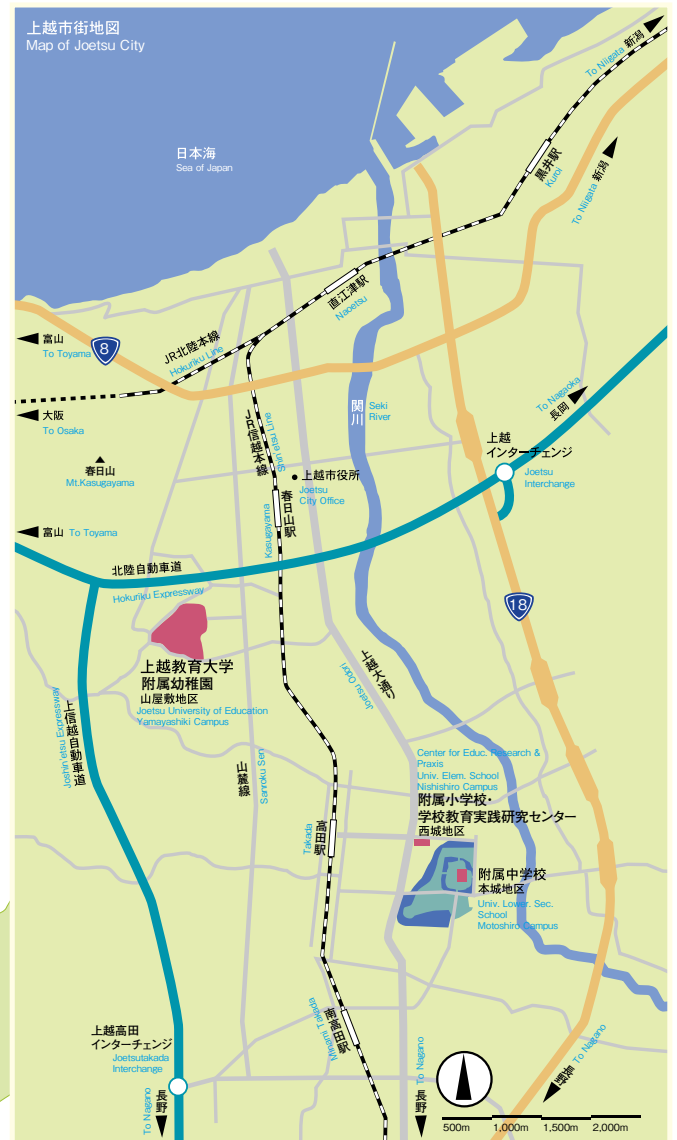 上越市街地図
Map of Joetsu City
To Niigata 新潟
日本海
Sea of Japan
黒井駅
Kuroi
To Niigata 新潟
直江津駅
Naoetsu
富山
To Toyama
8
JR北陸本線
Hokuriku Line
大阪
To Osaka
関川
Seki
River
To Nagaoka
長岡
JR信越本線
Shin'etsu Line
上越
インターチェンジ
Joetsu
Interchange
春日山
Mt.Kasugayama
上越市役所
Joetsu
City Office
春日山駅
Kasugayama
富山 To Toyama
北陸自動車道
Hokuriku Expressway
18
上越教育大学
附属幼稚園
山屋敷地区
Joetsu University of Education
Yamayashiki Campus
上越大通り
Joetsu Odori
上信越自動車道
Joshin'etsu Expressway
山麓線
Sanroku Sen
Center for Educ. Research &
Praxis
Univ. Elem. School
Nishishiro Campus
附属小学校・
学校教育実践研究センター
西城地区
高田駅
Takada
附属中学校
本城地区
Univ. Lower. Sec.
School
Motoshiro Campus
南高田駅
Minami Takada
上越高田
インターチェンジ
Joetsutakada
Interchange
長野
To Nagano
長野
To Nagano
長野
To Nagano
500m 1,000m 1,500m 2,000m